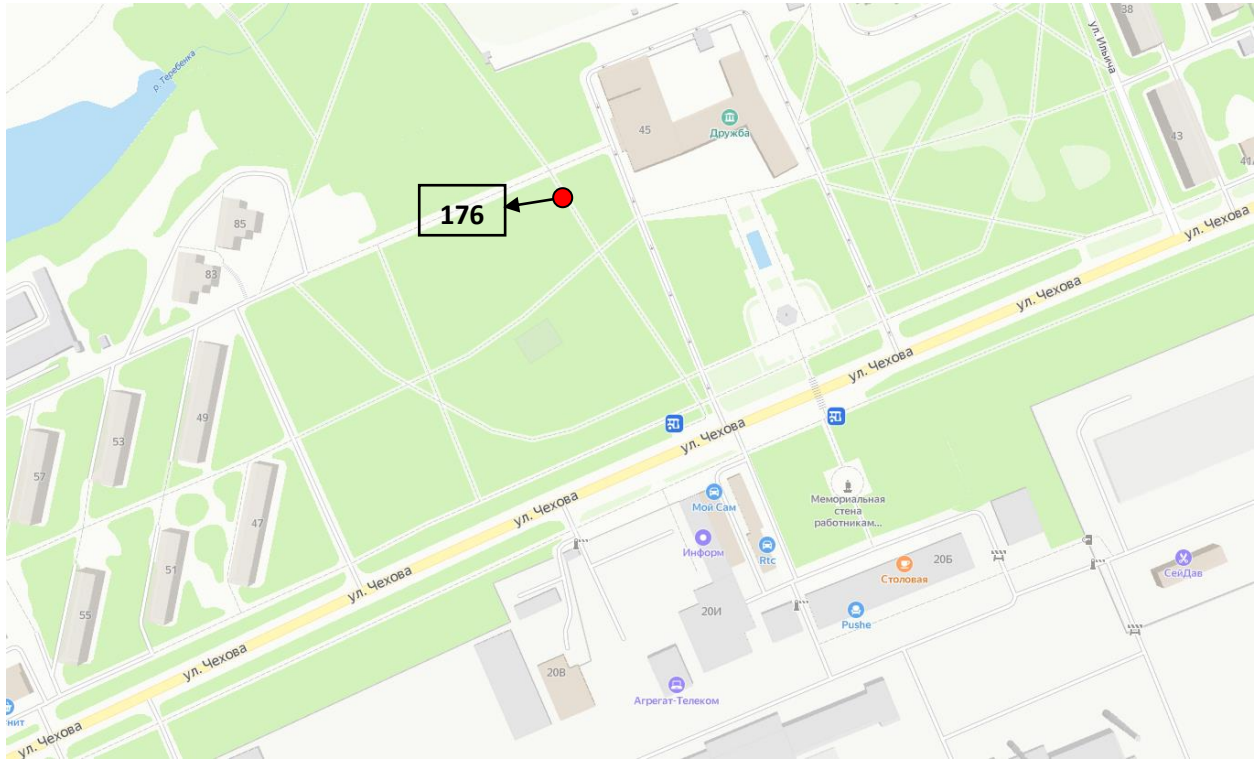 38
ул. Ильича
р. Теребенка
45
Дружба
43
41А
176
85
83
ул. Чехова
ул. Чехова
ул. Чехова
49
53
57
ул. Чехова
47
Мой Сам
Мемориальная
стена
работникам...
ул. Чехова
Информ
Rtc
20Б
СейДав
51
Столовая
ул. Чехова
55
20И
Pushe
ул. Чехова
20В
Агрегат-Телеком
нит
ул. Чехова